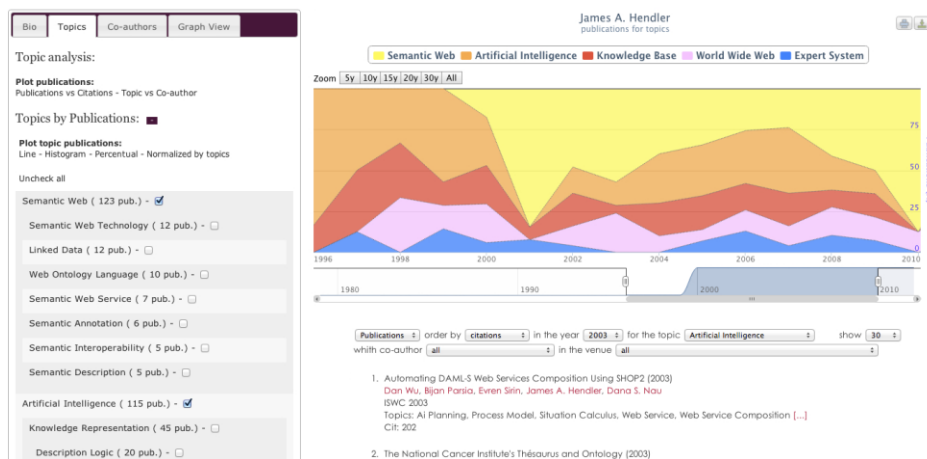 Bio Topics Co-authors Graph View
Topic analysis:
Plot publications:
Publications vs Citations - Topic vs Co-author
Topics by Publications:
Plot topic publications:
Line - Histogram - Percentual - Normalized by topics
Uncheck all
Semantic Web ( 123 pub.) -
Semantic Web Technology ( 12 pub.) -
Linked Data ( 12 pub.) -
Web Ontology Language ( 10 pub.) -
Semantic Web Service ( 7 pub.) -
Semantic Annotation ( 6 pub.) -
Semantic Interoperability ( 5 pub.) -
Semantic Description ( 5 pub.) -
Artificial Intelligence ( 115 pub.) -
Knowledge Representation ( 45 pub.) -
Description Logic ( 20 pub.) -
James A. Hendler
publications for topics
Semantic Web Artificial Intelligence Knowledge Base World Wide Web Expert System
Zoom 5y 10y 15y 20y 30y All
75
50
25
0
1996 1998 2000 2002 2004 2006 2008 2010
1980 1990 2000 2010
Publications order by citations in the year 2003 for the topic Artificial Intelligence show 30
whith co-author all in the venue all
1. Automating DAML-S Web Services Composition Using SHOP2 (2003)
Dan Wu, Bijan Parsia, Evren Sirin, James A. Hendler, Dana S. Nau
ISWC 2003
Topics: Ai Planning, Process Model, Situation Calculus, Web Service, Web Service Composition [...]
Cit: 202
2. The National Cancer Institute's Thésaurus and Ontology (2003)